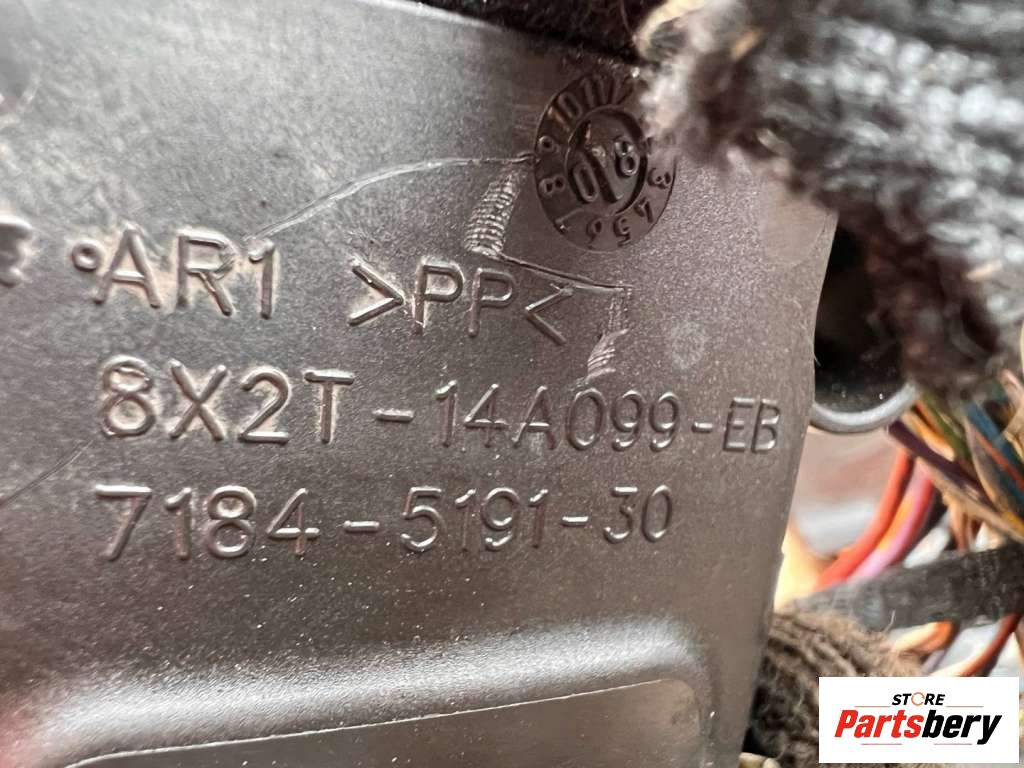 AR1 >PP<
8X2T-14A099-EB
7184-5191-30
STORE
Partsbery